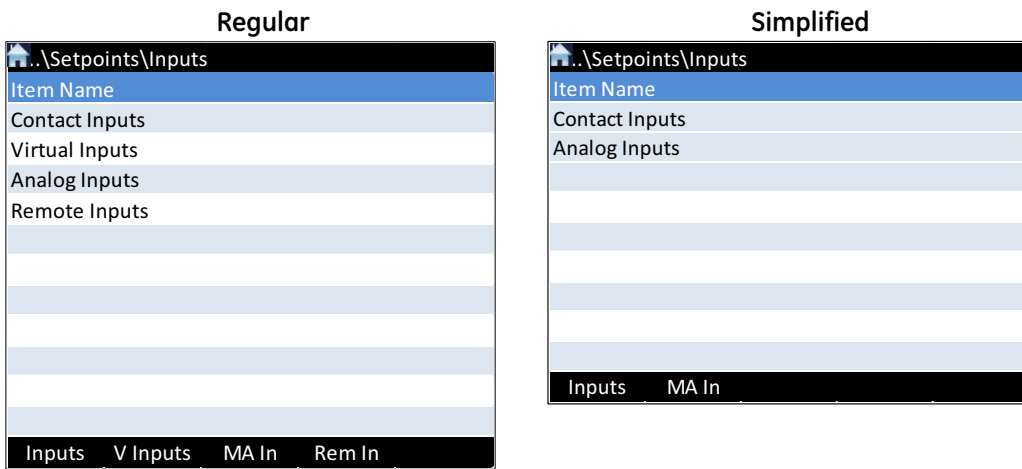 Regular
..\Setpoints\Inputs
Item Name
Contact Inputs
Virtual Inputs
Analog Inputs
Remote Inputs
Inputs V Inputs MA In Rem In
Simplified
..\Setpoints\Inputs
Item Name
Contact Inputs
Analog Inputs
Inputs MA In